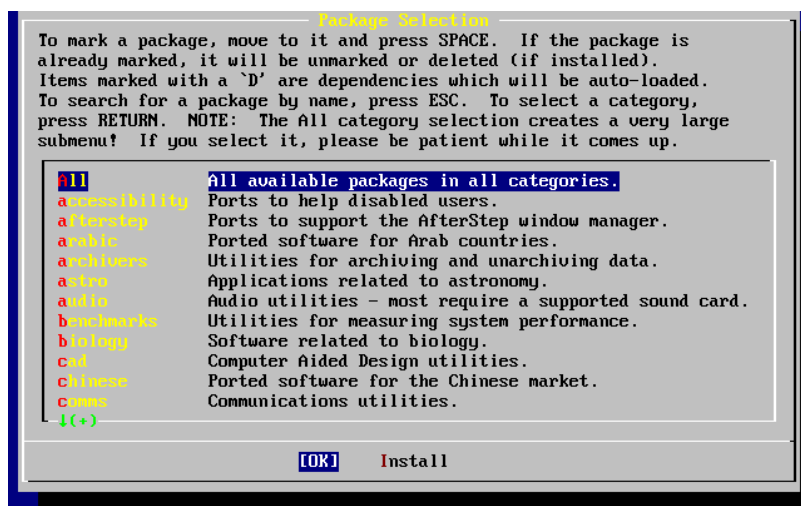 Package Selection
To mark a package, move to it and press SPACE.  If the package is
already marked, it will be unmarked or deleted (if installed).
Items marked with a `D' are dependencies which will be auto-loaded.
To search for a package by name, press ESC.  To select a category,
press RETURN.  NOTE:  The All category selection creates a very large
submenu!  If you select it, please be patient while it comes up.
All All available packages in all categories.
accessibility Ports to help disabled users.
afterstep Ports to support the AfterStep window manager.
arabic Ported software for Arab countries.
archivers Utilities for archiving and unarchiving data.
astro Applications related to astronomy.
audio Audio utilities - most require a supported sound card.
benchmarks Utilities for measuring system performance.
biology Software related to biology.
cad Computer Aided Design utilities.
chinese Ported software for the Chinese market.
comms Communications utilities.
↓(+)
[OK] Install